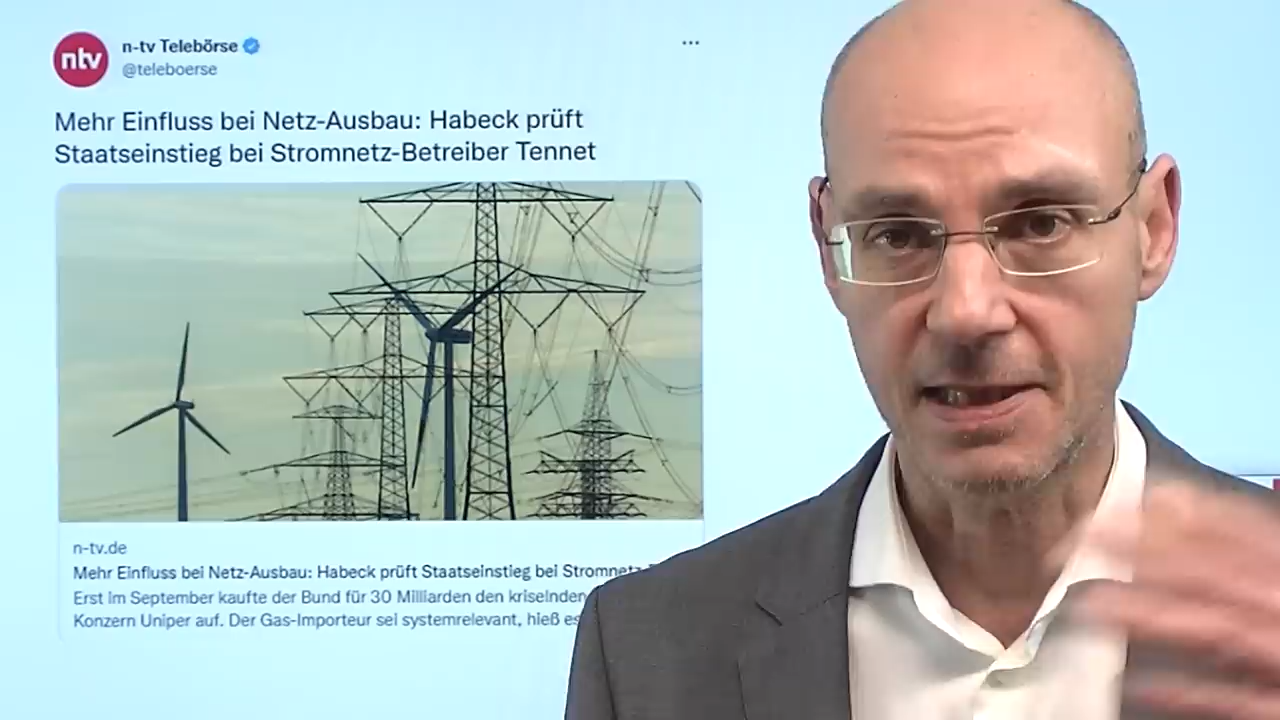 ntv
n-tv Telebörse
@teleboerse
Mehr Einfluss bei Netz-Ausbau: Habeck prüft
Staatseinstieg bei Stromnetz-Betreiber Tennet
n-tv.de
Mehr Einfluss bei Netz-Ausbau: Habeck prüft Staatseinstieg bei Stromnetz-
Erst im September kaufte der Bund für 30 Milliarden den kriselnden
Konzern Uniper auf. Der Gas-Importeur sei systemrelevant, hieß es